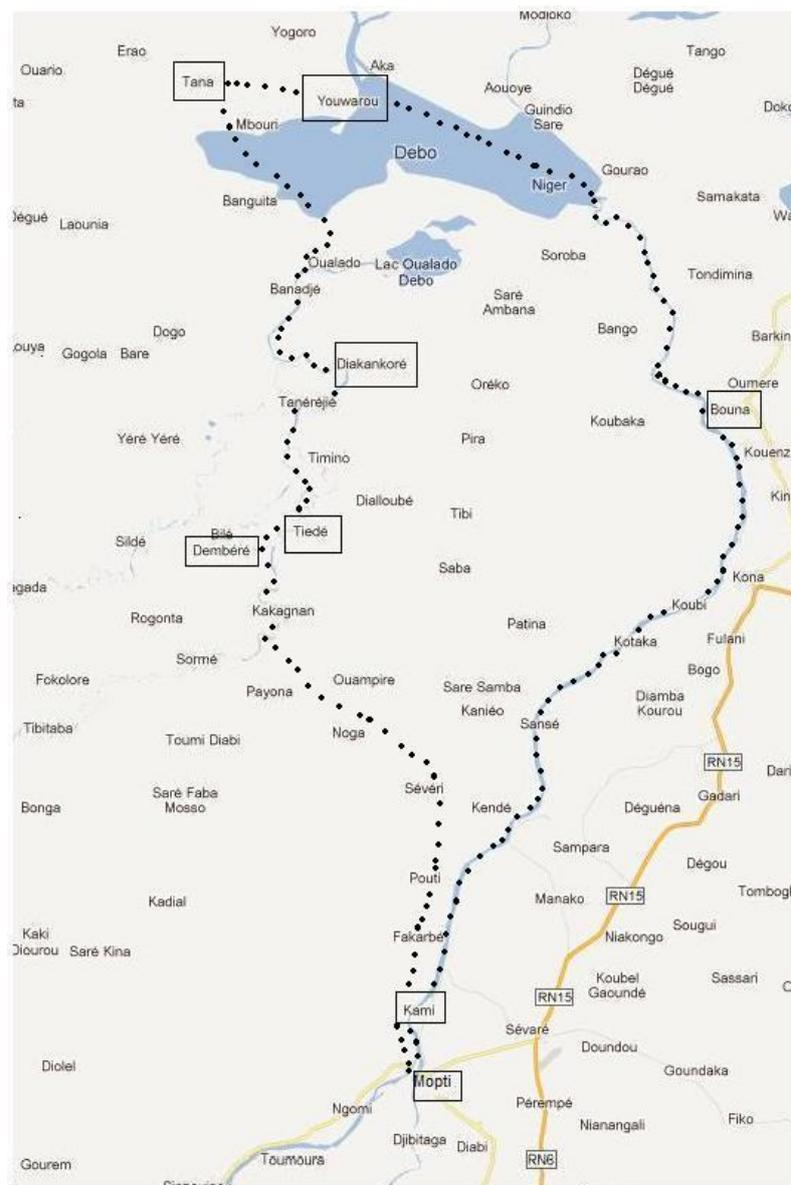 Modioko
Yogoro
Erao
Tango
Ouario
Aka
Dégué
Dégué
Tana
Aouoye
Youwarou
Guindio
Sare
Mbouri
Debo
Gourao
Niger
Banguita
Samakata
Laounia
Soroba
Oualado
Lac Oualado
Debo
Tondimina
Banadjé
Saré
Ambana
Dogo
Bango
Gogola
Bare
Diakankoré
Oréko
Oumere
Tanéréjié
Bouna
Koubaka
Yéré Yéré
Pira
Timino
Dialloubé
Tibi
Tiedé
Bilé
Sildé
Dembéré
Saba
Kona
Koubi
Kakagnan
Rogonta
Patina
Kotaka
Fulani
Sormé
Bogo
Fokolore
Payona
Ouampire
Sare Samba
Diamba
Kourou
Kaniéo
Sansé
Tibitaba
Noga
Toumi Diabi
RN15
Sévéri
Saré Faba
Mosso
Gadari
Bonga
Kendé
Déguéna
Sampara
Dégou
Pouti
RN15
Manako
Kadial
Sougui
Kaki
Diourou
Saré Kina
Fakarbé
Niakongo
Koubel
Gaoundé
Sassari
RN15
Kami
Sévaré
Doundou
Diolel
Goundaka
Mopti
Ngomi
Pérempé
Fiko
Nianangali
Djibitaga
Diabi
Gourem
Toumoura
RN6